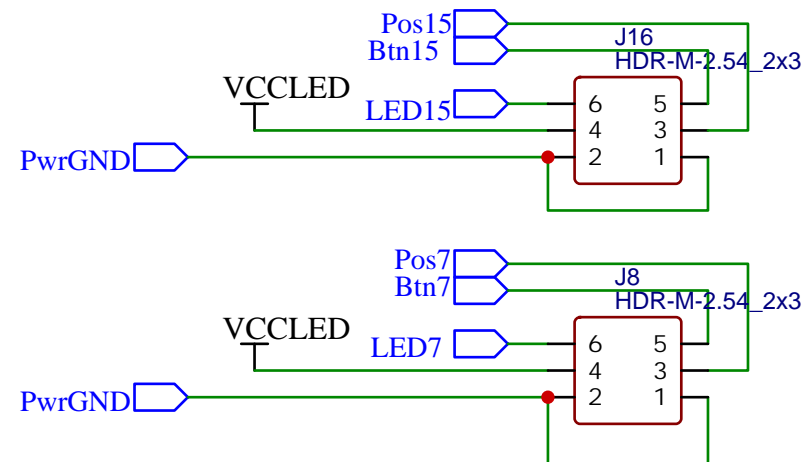 Pos15
Btn15
J16
HDR-M-2.54_2x3
VCCLED
LED15
6 5
4 3
2 1
PwrGND
Pos7
Btn7
J8
HDR-M-2.54_2x3
VCCLED
LED7
6 5
4 3
2 1
PwrGND